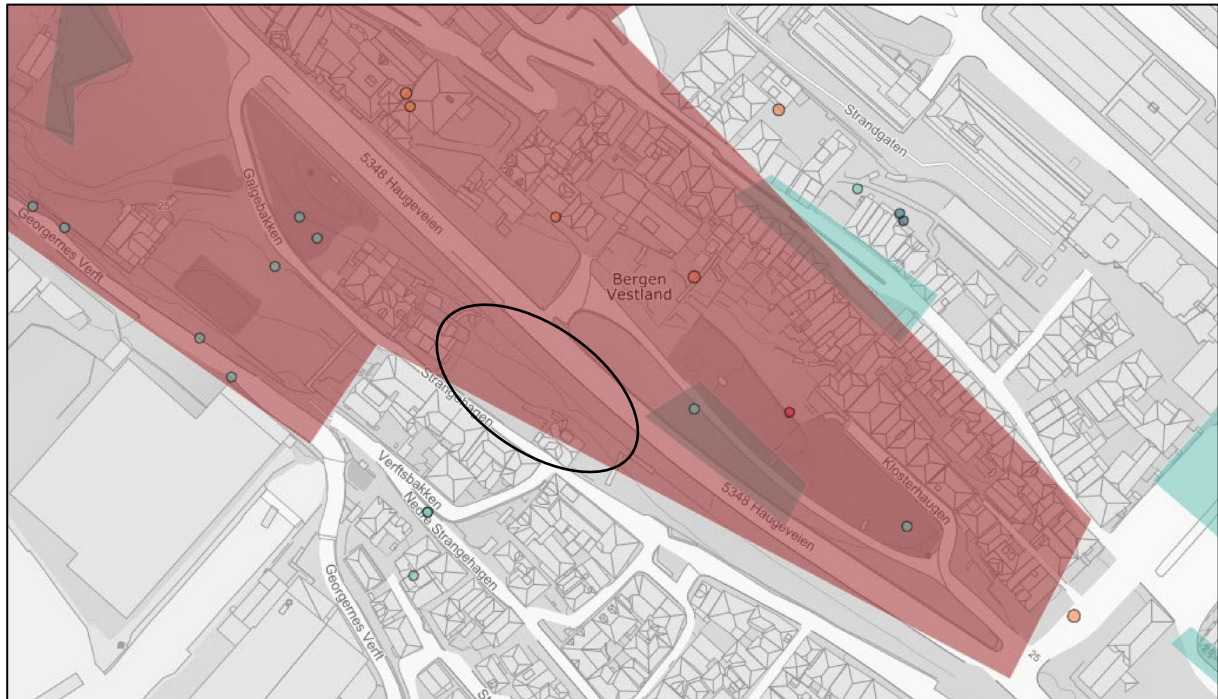 Strandgaten
5348 Haugeveien
Galgebakken
25
Georgernes Verft
Bergen
Vestland
Strangehagen
Klosterhaugen
Verftsbakken
Nedre Strangehagen
5348 Haugeveien
Georgernes Verft
25